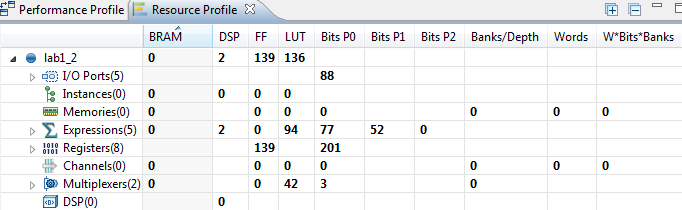 Performance Profile Resource Profile
BRAM DSP FF LUT Bits P0 Bits P1 Bits P2 Banks/Depth Words W*Bits*Banks
lab1_2 0 2 139 136
I/O Ports(5) 88
Instances(0) 0 0 0 0
Memories(0) 0 0 0 0 0 0 0
Expressions(5) 0 2 0 94 77 52 0
1010 0101 Registers(8) 139 201
Channels(0) 0 0 0 0 0 0 0
Multiplexers(2) 0 0 42 3 0
DSP(0) 0